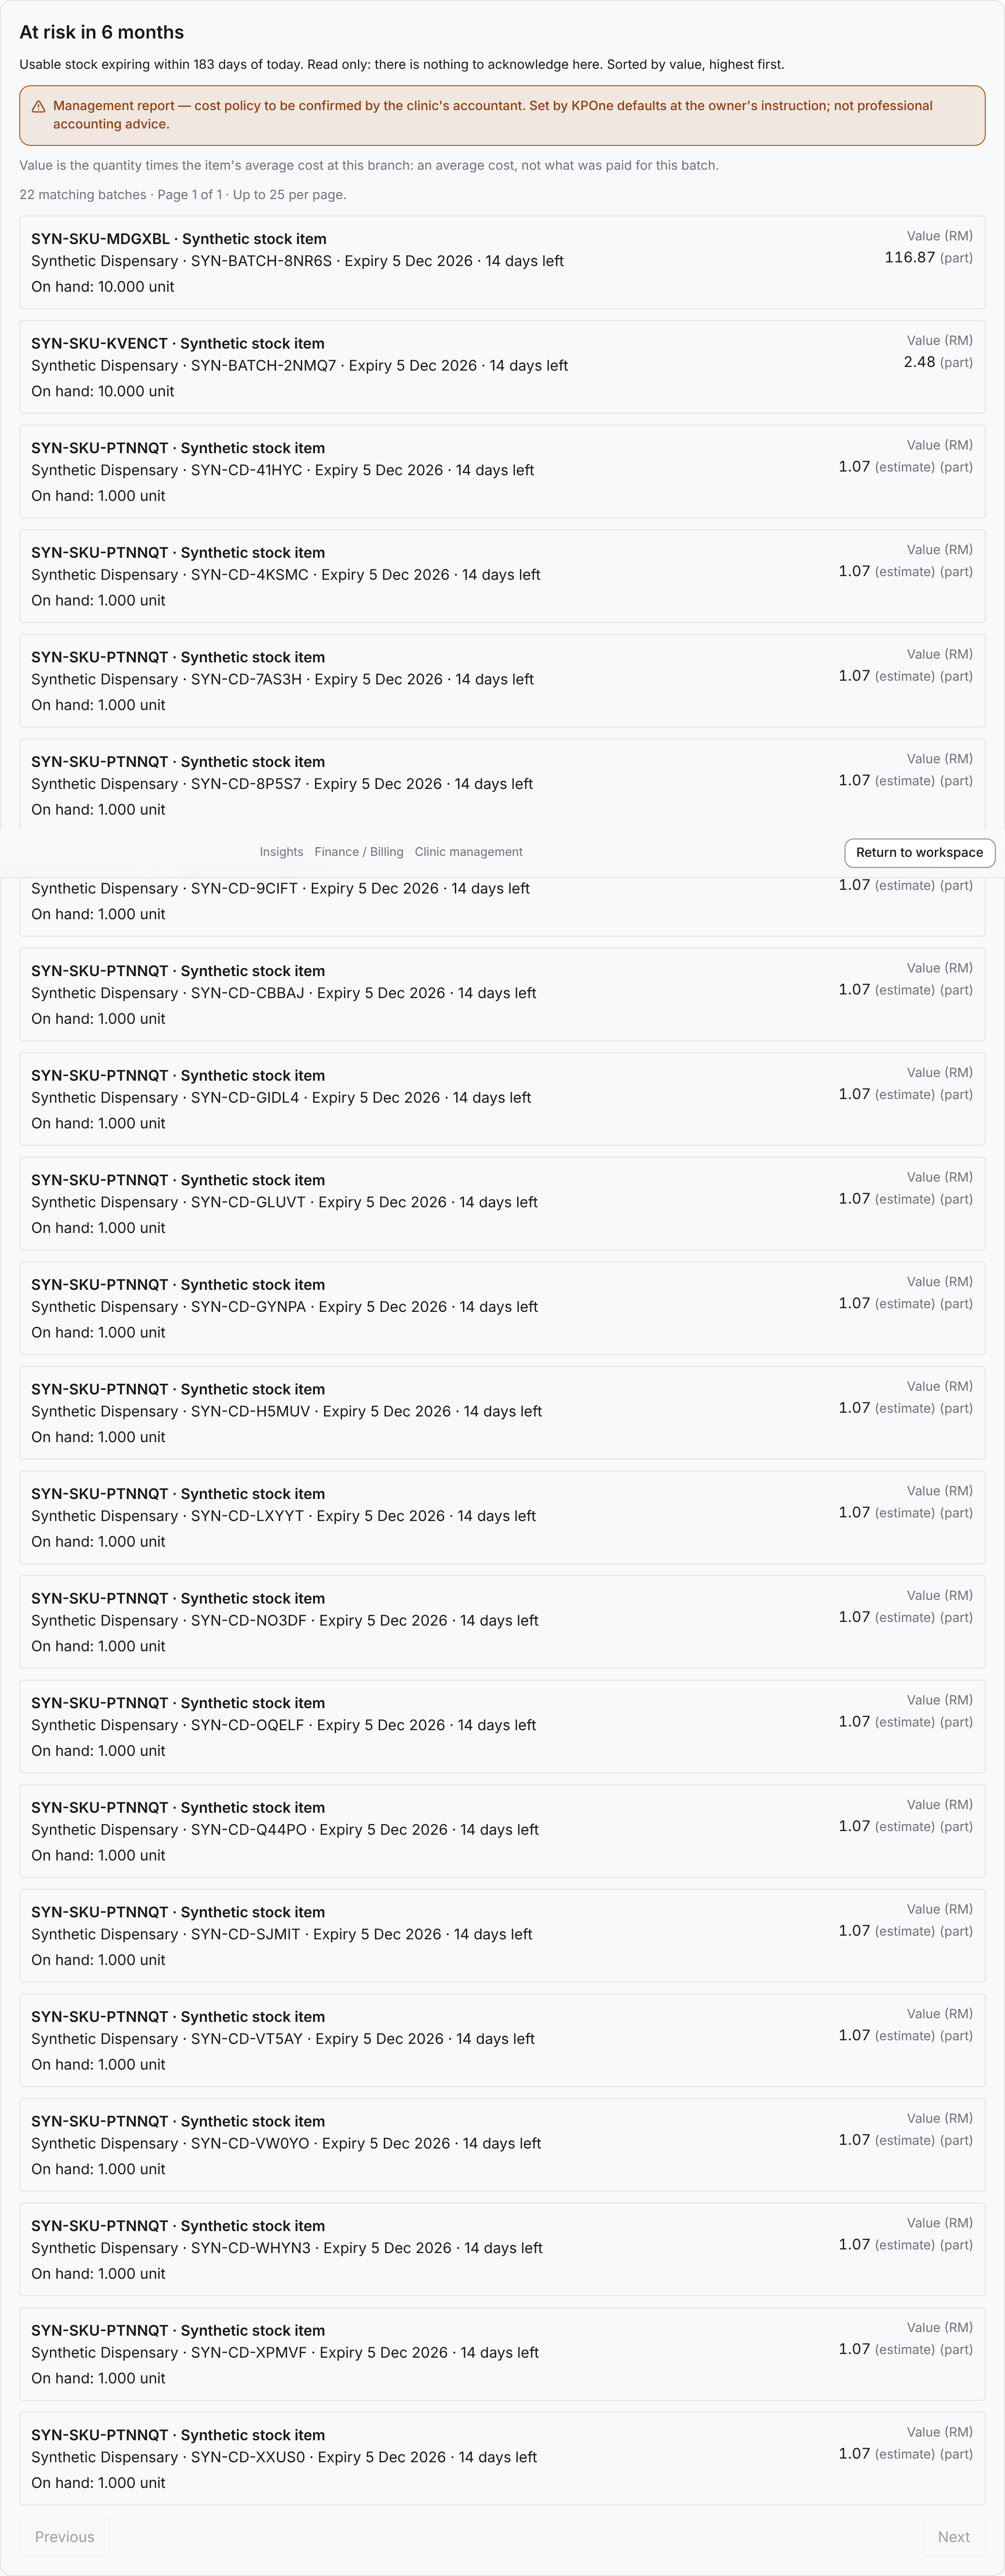 At risk in 6 months
Usable stock expiring within 183 days of today. Read only: there is nothing to acknowledge here. Sorted by value, highest first.
Management report — cost policy to be confirmed by the clinic's accountant. Set by KPOne defaults at the owner's instruction; not professional
accounting advice.
Value is the quantity times the item's average cost at this branch: an average cost, not what was paid for this batch.
22 matching batches · Page 1 of 1 · Up to 25 per page.
SYN-SKU-MDGXBL · Synthetic stock item
Value (RM)
Synthetic Dispensary · SYN-BATCH-8NR6S · Expiry 5 Dec 2026 · 14 days left
116.87 (part)
On hand: 10.000 unit
SYN-SKU-KVENCT · Synthetic stock item
Value (RM)
Synthetic Dispensary · SYN-BATCH-2NMQ7 · Expiry 5 Dec 2026 · 14 days left
2.48 (part)
On hand: 10.000 unit
SYN-SKU-PTNNQT · Synthetic stock item
Value (RM)
Synthetic Dispensary · SYN-CD-41HYC · Expiry 5 Dec 2026 · 14 days left
1.07 (estimate) (part)
On hand: 1.000 unit
SYN-SKU-PTNNQT · Synthetic stock item
Value (RM)
Synthetic Dispensary · SYN-CD-4KSMC · Expiry 5 Dec 2026 · 14 days left
1.07 (estimate) (part)
On hand: 1.000 unit
SYN-SKU-PTNNQT · Synthetic stock item
Value (RM)
Synthetic Dispensary · SYN-CD-7AS3H · Expiry 5 Dec 2026 · 14 days left
1.07 (estimate) (part)
On hand: 1.000 unit
SYN-SKU-PTNNQT · Synthetic stock item
Value (RM)
Synthetic Dispensary · SYN-CD-8P5S7 · Expiry 5 Dec 2026 · 14 days left
1.07 (estimate) (part)
On hand: 1.000 unit
Insights Finance / Billing Clinic management
Return to workspace
Synthetic Dispensary · SYN-CD-9CIFT · Expiry 5 Dec 2026 · 14 days left
1.07 (estimate) (part)
On hand: 1.000 unit
SYN-SKU-PTNNQT · Synthetic stock item
Value (RM)
Synthetic Dispensary · SYN-CD-CBBAJ · Expiry 5 Dec 2026 · 14 days left
1.07 (estimate) (part)
On hand: 1.000 unit
SYN-SKU-PTNNQT · Synthetic stock item
Value (RM)
Synthetic Dispensary · SYN-CD-GIDL4 · Expiry 5 Dec 2026 · 14 days left
1.07 (estimate) (part)
On hand: 1.000 unit
SYN-SKU-PTNNQT · Synthetic stock item
Value (RM)
Synthetic Dispensary · SYN-CD-GLUVT · Expiry 5 Dec 2026 · 14 days left
1.07 (estimate) (part)
On hand: 1.000 unit
SYN-SKU-PTNNQT · Synthetic stock item
Value (RM)
Synthetic Dispensary · SYN-CD-GYNPA · Expiry 5 Dec 2026 · 14 days left
1.07 (estimate) (part)
On hand: 1.000 unit
SYN-SKU-PTNNQT · Synthetic stock item
Value (RM)
Synthetic Dispensary · SYN-CD-H5MUV · Expiry 5 Dec 2026 · 14 days left
1.07 (estimate) (part)
On hand: 1.000 unit
SYN-SKU-PTNNQT · Synthetic stock item
Value (RM)
Synthetic Dispensary · SYN-CD-LXYYT · Expiry 5 Dec 2026 · 14 days left
1.07 (estimate) (part)
On hand: 1.000 unit
SYN-SKU-PTNNQT · Synthetic stock item
Value (RM)
Synthetic Dispensary · SYN-CD-NO3DF · Expiry 5 Dec 2026 · 14 days left
1.07 (estimate) (part)
On hand: 1.000 unit
SYN-SKU-PTNNQT · Synthetic stock item
Value (RM)
Synthetic Dispensary · SYN-CD-OQELF · Expiry 5 Dec 2026 · 14 days left
1.07 (estimate) (part)
On hand: 1.000 unit
SYN-SKU-PTNNQT · Synthetic stock item
Value (RM)
Synthetic Dispensary · SYN-CD-Q44PO · Expiry 5 Dec 2026 · 14 days left
1.07 (estimate) (part)
On hand: 1.000 unit
SYN-SKU-PTNNQT · Synthetic stock item
Value (RM)
Synthetic Dispensary · SYN-CD-SJMIT · Expiry 5 Dec 2026 · 14 days left
1.07 (estimate) (part)
On hand: 1.000 unit
SYN-SKU-PTNNQT · Synthetic stock item
Value (RM)
Synthetic Dispensary · SYN-CD-VT5AY · Expiry 5 Dec 2026 · 14 days left
1.07 (estimate) (part)
On hand: 1.000 unit
SYN-SKU-PTNNQT · Synthetic stock item
Value (RM)
Synthetic Dispensary · SYN-CD-VW0YO · Expiry 5 Dec 2026 · 14 days left
1.07 (estimate) (part)
On hand: 1.000 unit
SYN-SKU-PTNNQT · Synthetic stock item
Value (RM)
Synthetic Dispensary · SYN-CD-WHYN3 · Expiry 5 Dec 2026 · 14 days left
1.07 (estimate) (part)
On hand: 1.000 unit
SYN-SKU-PTNNQT · Synthetic stock item
Value (RM)
Synthetic Dispensary · SYN-CD-XPMVF · Expiry 5 Dec 2026 · 14 days left
1.07 (estimate) (part)
On hand: 1.000 unit
SYN-SKU-PTNNQT · Synthetic stock item
Value (RM)
Synthetic Dispensary · SYN-CD-XXUS0 · Expiry 5 Dec 2026 · 14 days left
1.07 (estimate) (part)
On hand: 1.000 unit
Previous
Next